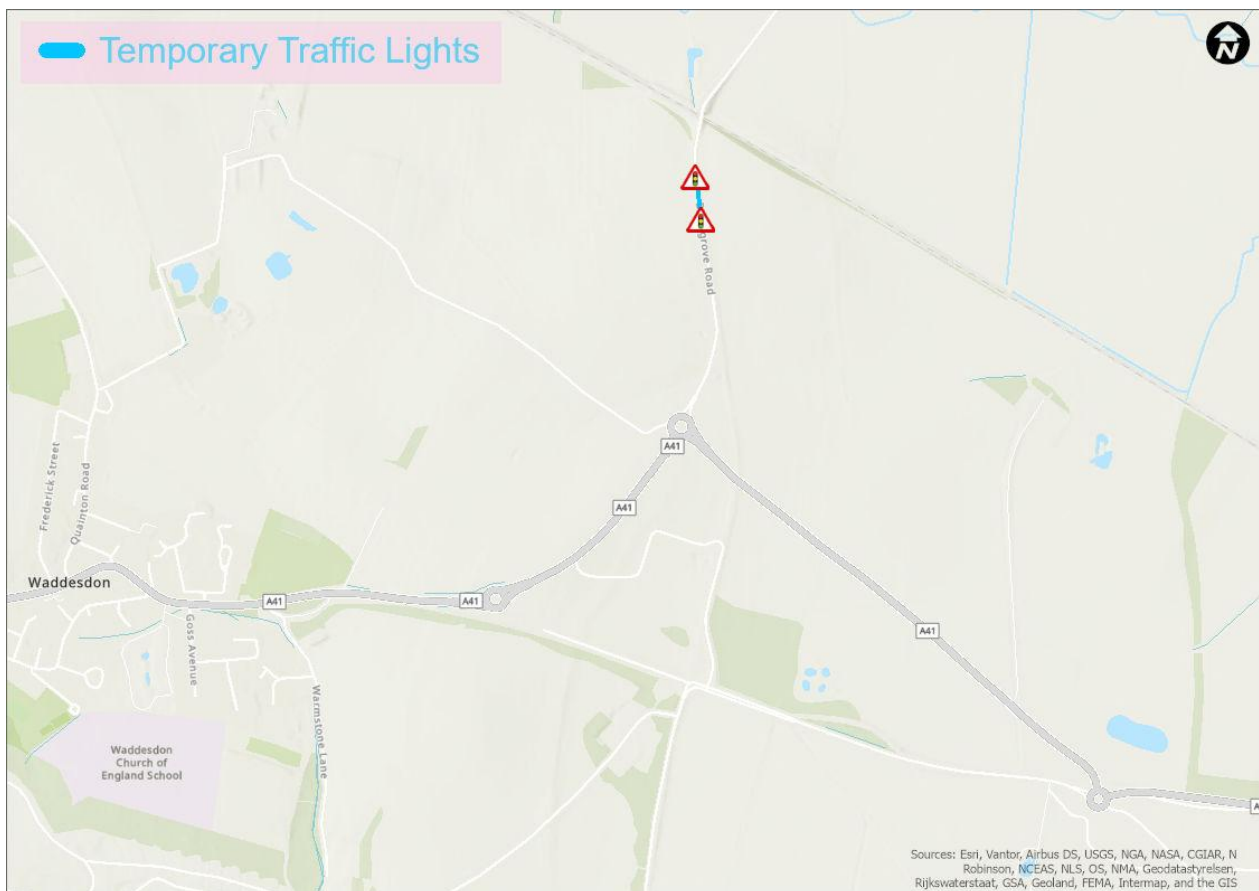 Temporary Traffic Lights
N
grove Road
A41
A41
Frederick Street
Quainton Road
Waddesdon
A41
A41
A41
Goss Avenue
Warmstone Lane
Waddesdon
Church of
England School
A
Sources: Esri, Vantor, Airbus DS, USGS, NGA, NASA, CGIAR, N
Robinson, NCEAS, NLS, OS, NMA, Geodatastyrelsen,
Rijkswaterstaat, GSA, Geoland, FEMA, Intermap, and the GIS